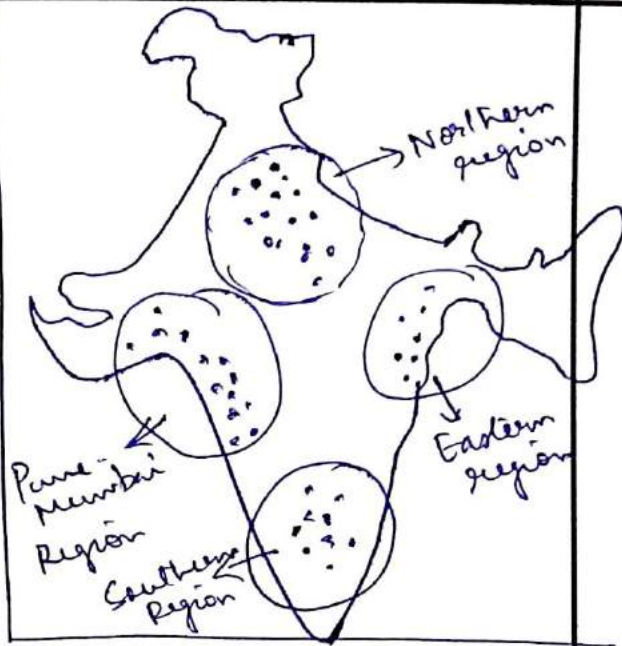 Northern
region
Eastern
region
Pune-
Mumbai
Region
Southern
Region